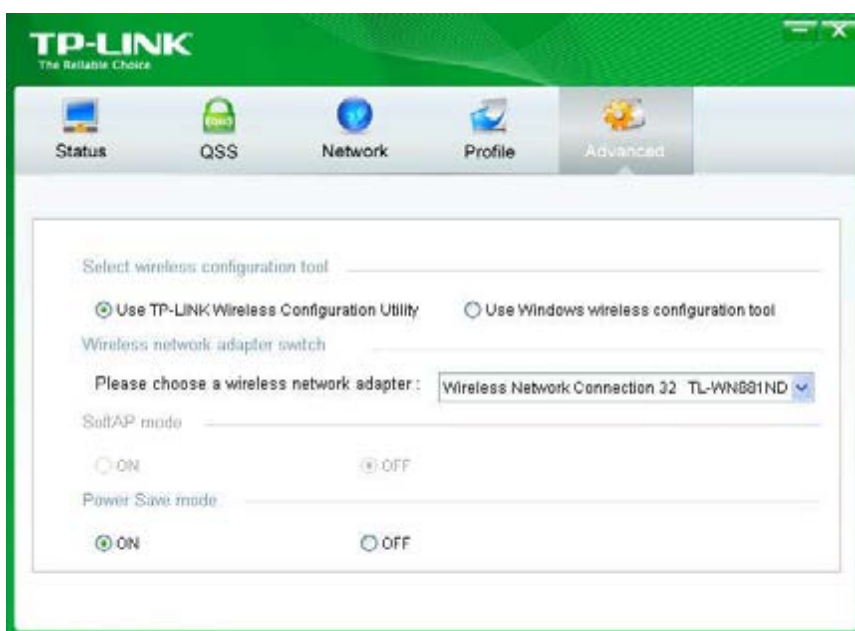 TP-LINK
The Reliable Choice
Status
QSS
Network
Profile
Advanced
Select wireless configuration tool
Use TP-LINK Wireless Configuration Utility
Use Windows wireless configuration tool
Wireless network adapter switch
Please choose a wireless network adapter :
Wireless Network Connection 32 TL-WN881ND
SoftAP mode
ON
OFF
Power Save mode
ON
OFF